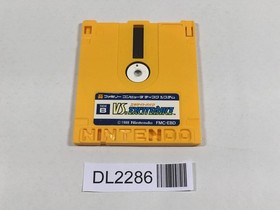 ファミリー コンピュータ ディスク システム
VS. EXCITEBIKE
© 1988 Nintendo FMC-EBD
NINTENDO
DL2286